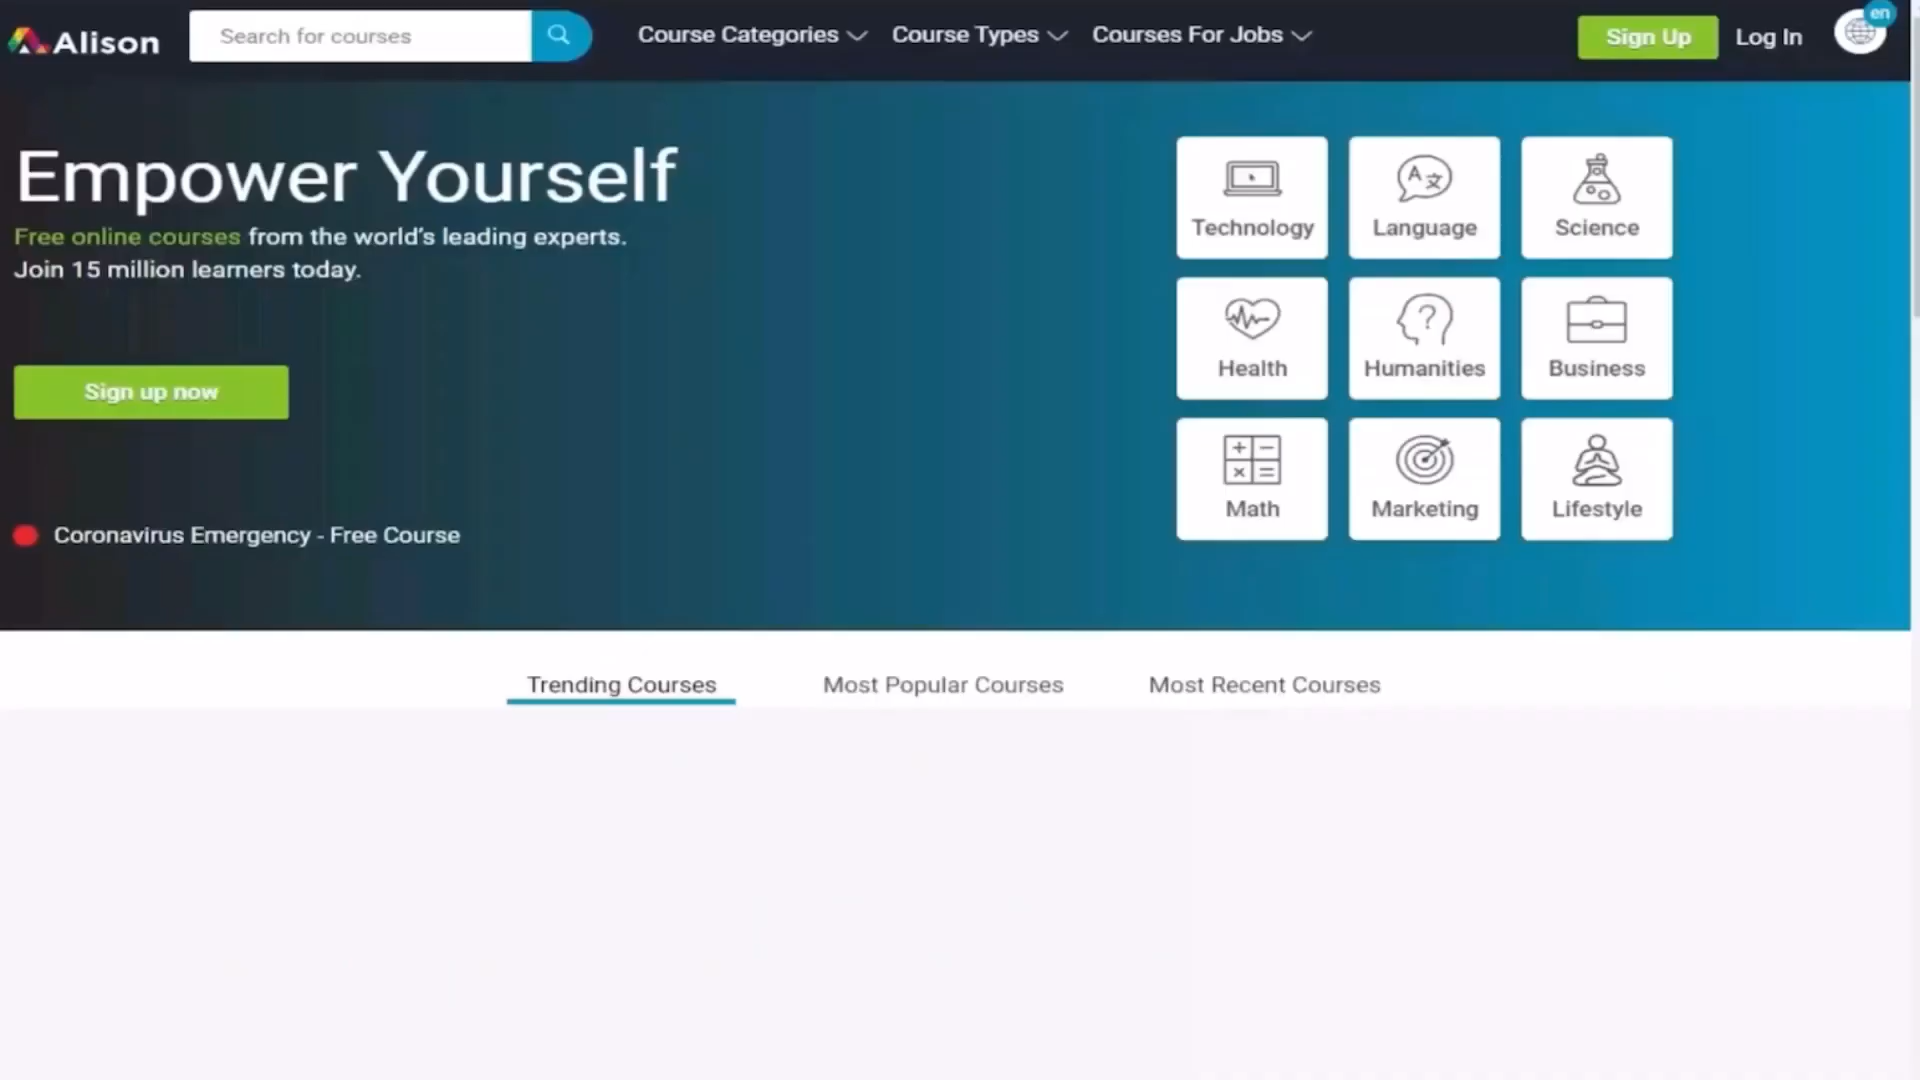 Alison
Search for courses
Course Categories
Course Types
Courses For Jobs
Sign Up
Log In
en
Empower Yourself
Free online courses from the world's leading experts.
Join 15 million learners today.
Sign up now
Coronavirus Emergency - Free Course
Technology
Language
Science
Health
Humanities
Business
Math
Marketing
Lifestyle
Trending Courses
Most Popular Courses
Most Recent Courses